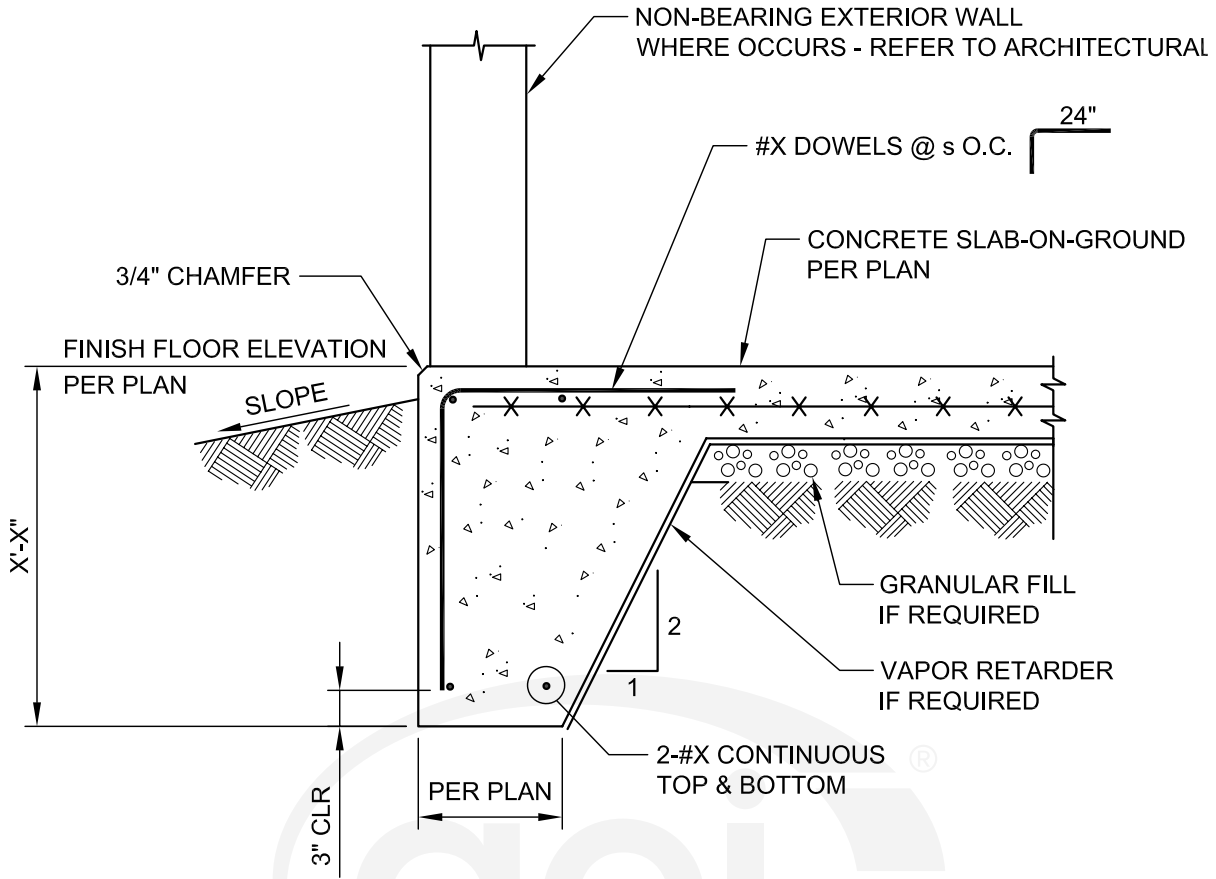 NON-BEARING EXTERIOR WALL
WHERE OCCURS - REFER TO ARCHITECTURAL
24"
#X DOWELS @ s O.C.
CONCRETE SLAB-ON-GROUND
PER PLAN
3/4" CHAMFER
FINISH FLOOR ELEVATION
PER PLAN
SLOPE
X'-X"
2
1
GRANULAR FILL
IF REQUIRED
VAPOR RETARDER
IF REQUIRED
2-#X CONTINUOUS
TOP & BOTTOM
PER PLAN
3" CLR
aci
®